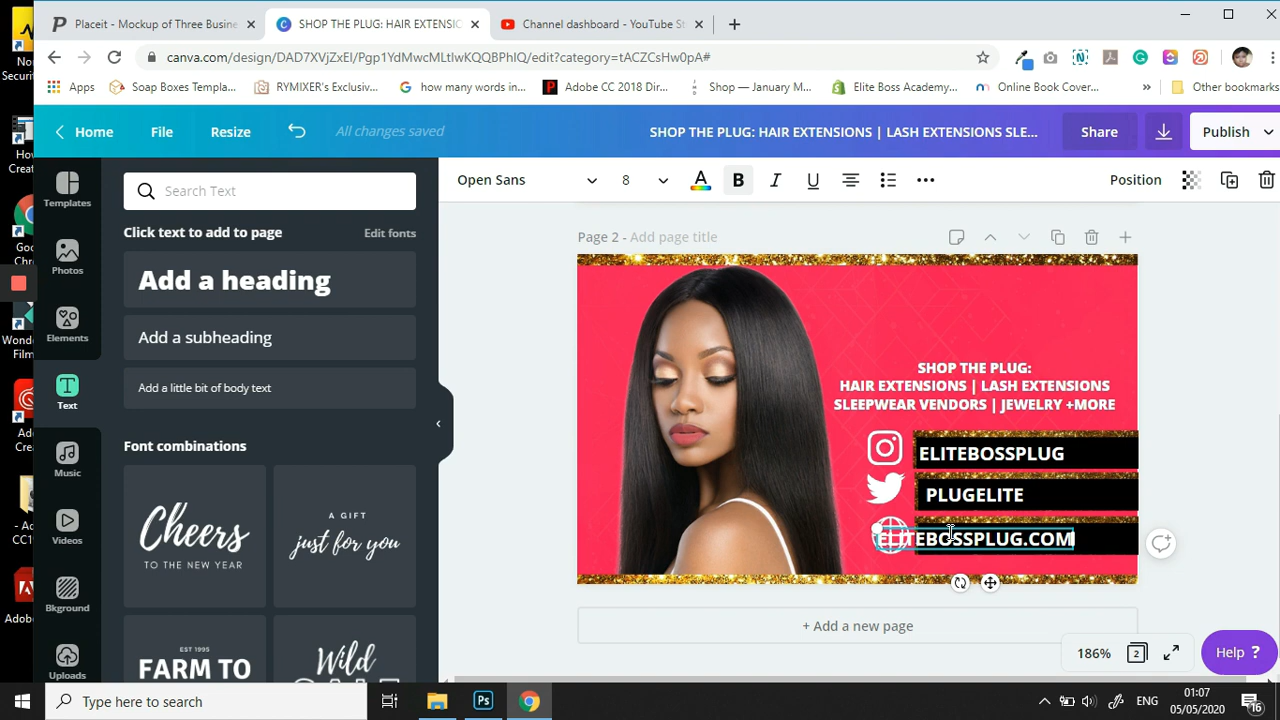 Placeit - Mockup of Three Busine
SHOP THE PLUG: HAIR EXTENSIC
Channel dashboard - YouTube St
canva.com/design/DAD7XVjZxEI/Pgp1YdMwcMLtIwKQQBPhIQ/edit?category=tACZCsHw0pA#
Apps
Soap Boxes Templa...
RYMIXER'S Exclusiv...
how many words in...
Adobe CC 2018 Dir...
Shop — January M...
Elite Boss Academy...
Online Book Cover...
Other bookmarks
Home
File
Resize
All changes saved
SHOP THE PLUG: HAIR EXTENSIONS | LASH EXTENSIONS SLE...
Share
Publish
Templates
Photos
Elements
Text
Music
Videos
Bkground
Uploads
Search Text
Click text to add to page
Edit fonts
Add a heading
Add a subheading
Add a little bit of body text
Font combinations
Cheers
TO THE NEW YEAR
A GIFT
just for you
EST 1995
FARM TO
Wild
Open Sans
8
Position
Page 2 - Add page title
SHOP THE PLUG:
HAIR EXTENSIONS | LASH EXTENSIONS
SLEEPWEAR VENDORS | JEWELRY +MORE
ELITEBOSSPLUG
PLUGELITE
ELITEBOSSPLUG.COM
+ Add a new page
186%
2
Help ?
Type here to search
ENG
01:07
05/05/2020
16